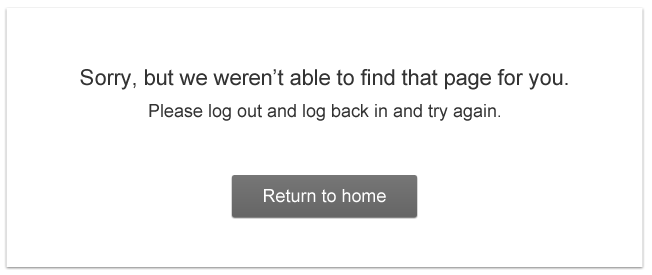 Sorry, but we weren’t able to find that page for you.
Please log out and log back in and try again.
Return to home